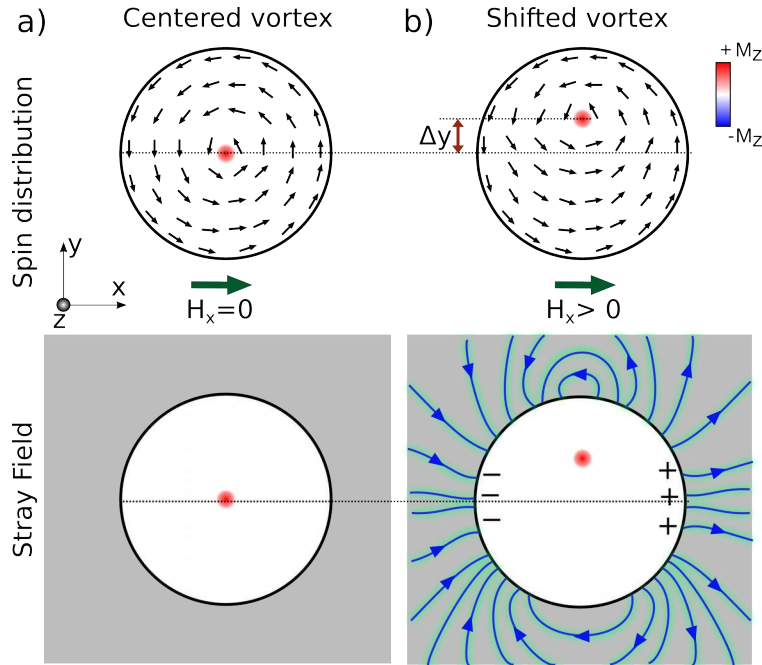 a) Centered vortex
b) Shifted vortex
Spin distribution
+ M_Z
- M_Z
Δy
y
x
z
H_x=0
H_x> 0
Stray Field
− +
− +
− +